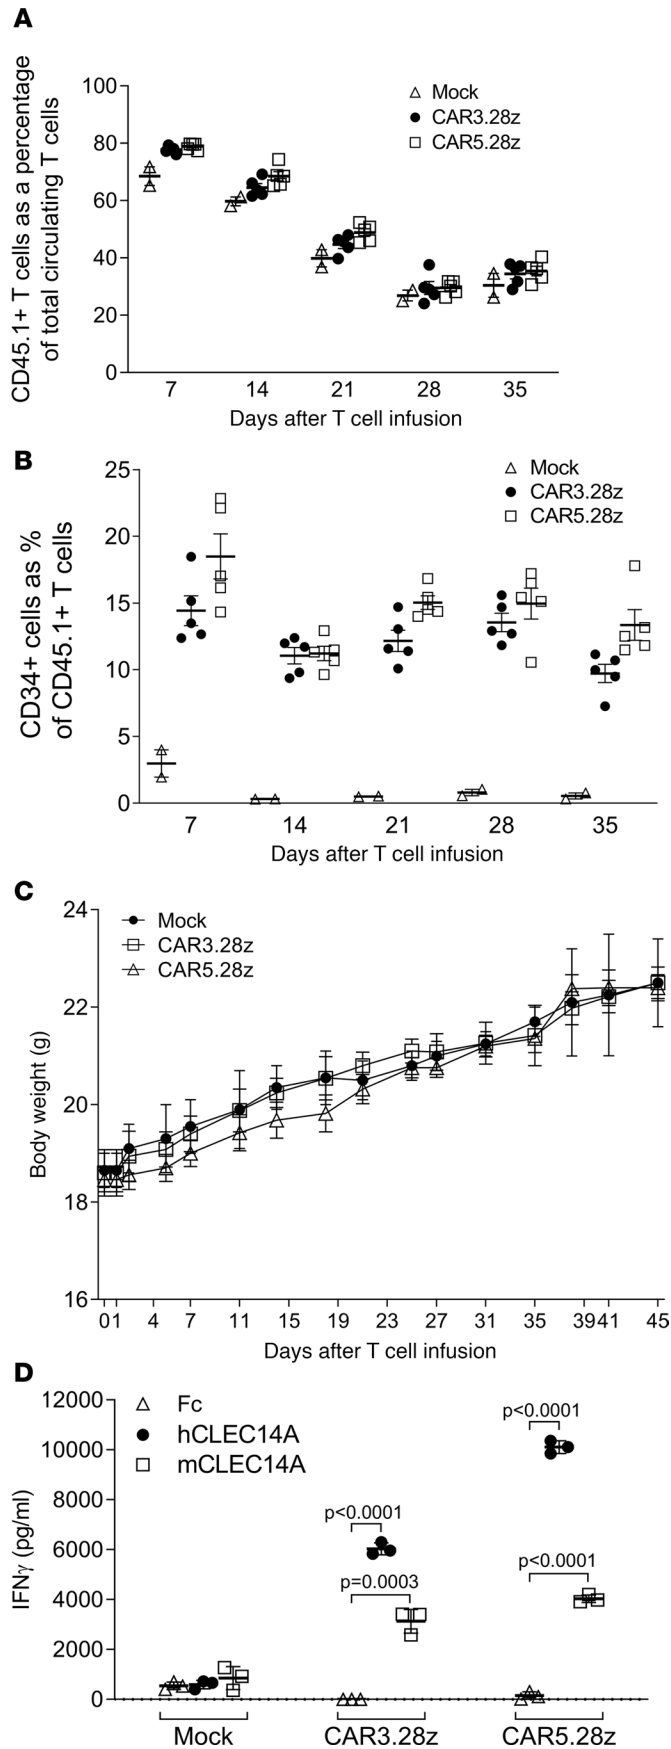 A
CD45.1+ T cells as a percentage
of total circulating T cells
100
80
60
40
20
0
Mock
CAR3.28z
CAR5.28z
7 14 21 28 35
Days after T cell infusion
B
CD34+ cells as %
of CD45.1+ T cells
25
20
15
10
5
0
Mock
CAR3.28z
CAR5.28z
7 14 21 28 35
Days after T cell infusion
C
Body weight (g)
24
22
20
18
16
Mock
CAR3.28z
CAR5.28z
01 4 7 11 15 19 23 27 31 35 3941 45
Days after T cell infusion
D
IFNγ (pg/ml)
12000
10000
8000
6000
4000
2000
0
Fc
hCLEC14A
mCLEC14A
p<0.0001
p<0.0001
p<0.0001
p=0.0003
Mock CAR3.28z CAR5.28z